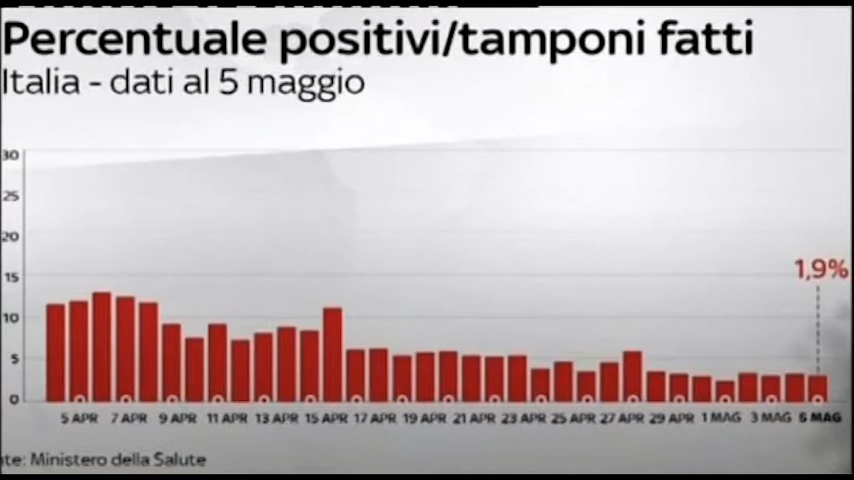 Percentuale positivi/tamponi fatti
Italia - dati al 5 maggio
30
25
20
15
1,9%
10
5
0
5 APR 7 APR 9 APR 11 APR 13 APR 15 APR 17 APR 19 APR 21 APR 23 APR 25 APR 27 APR 29 APR 1 MAG 3 MAG 5 MAG
te: Ministero della Salute